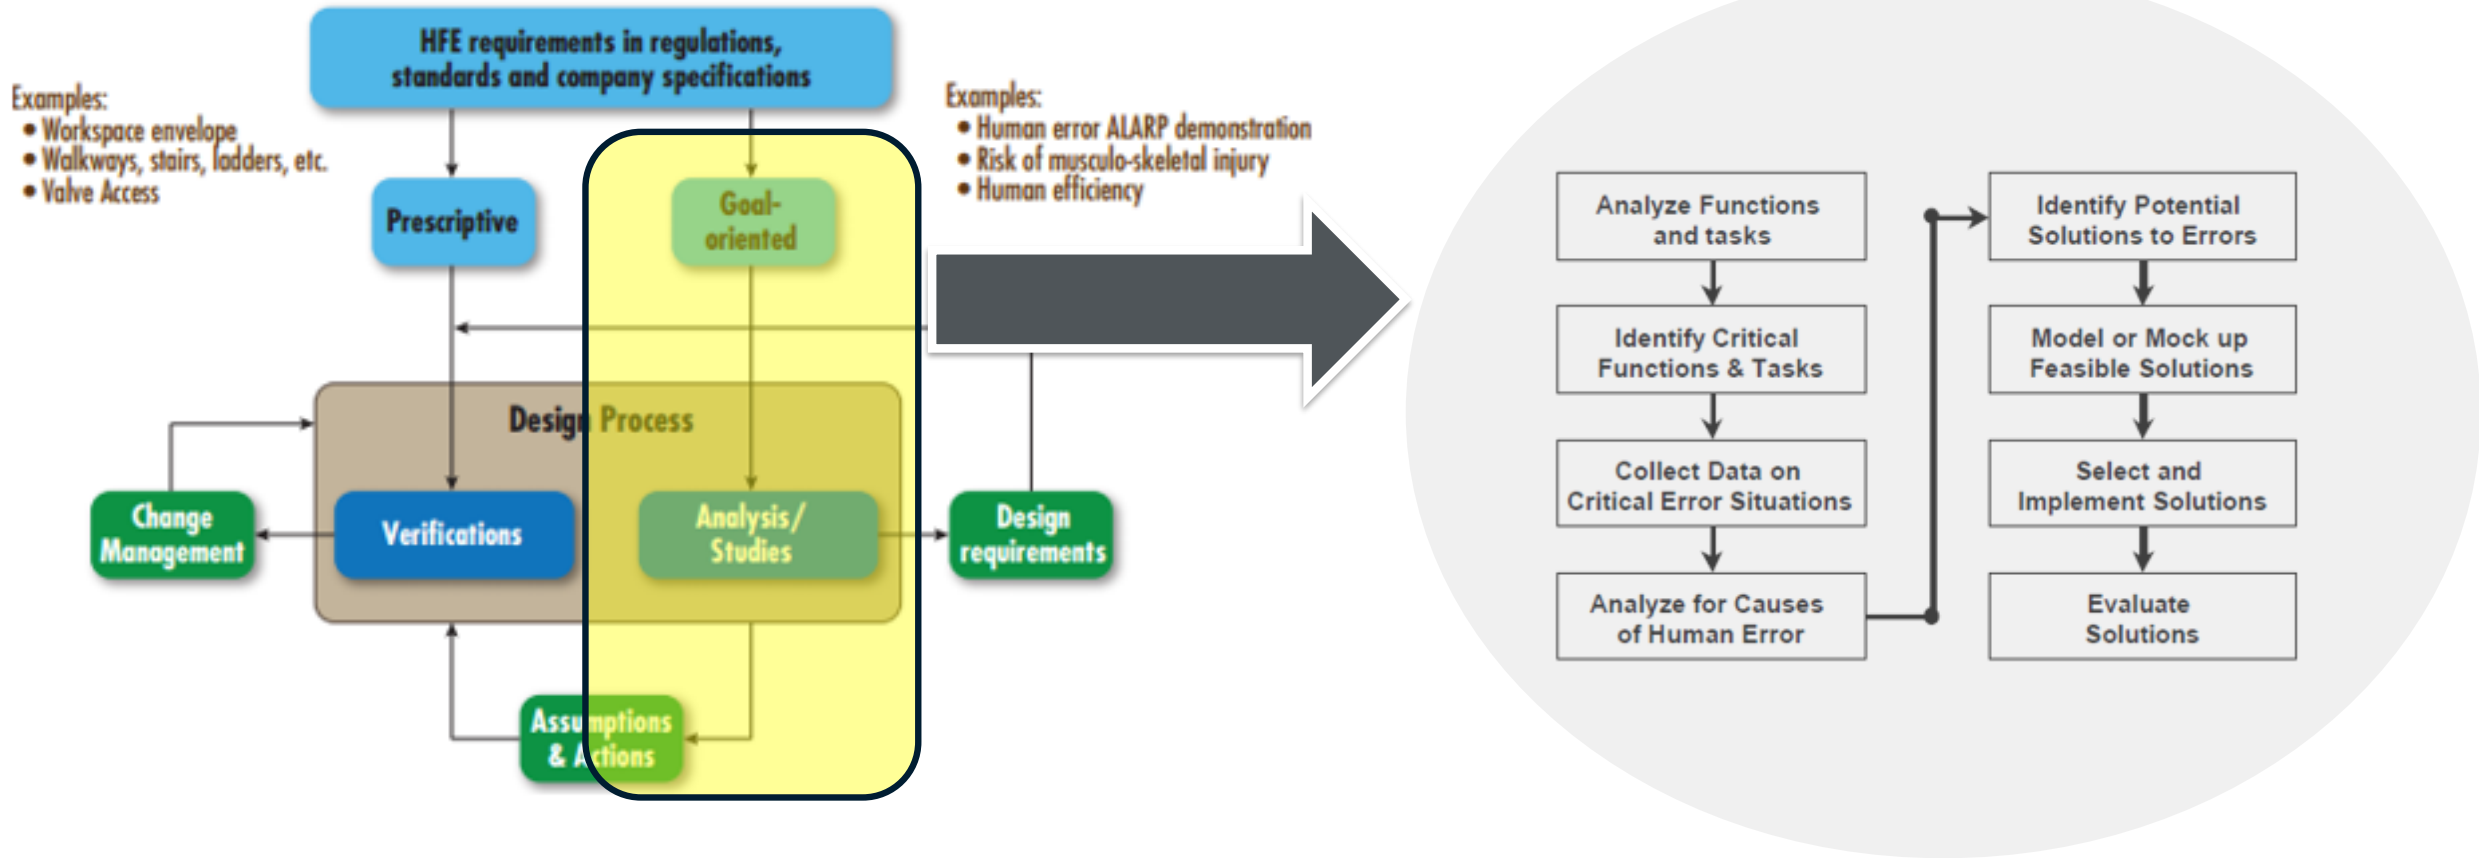 HFE requirements in regulations,
standards and company specifications
Examples:
• Workspace envelope
• Walkways, stairs, ladders, etc.
• Valve Access
Examples:
• Human error ALARP demonstration
• Risk of musculo-skeletal injury
• Human efficiency
Prescriptive
Goal-
oriented
Design Process
Change
Management
Verifications
Analysis/
Studies
Design
requirements
Assumptions
& Actions
Analyze Functions
and tasks
Identify Critical
Functions & Tasks
Collect Data on
Critical Error Situations
Analyze for Causes
of Human Error
Identify Potential
Solutions to Errors
Model or Mock up
Feasible Solutions
Select and
Implement Solutions
Evaluate
Solutions